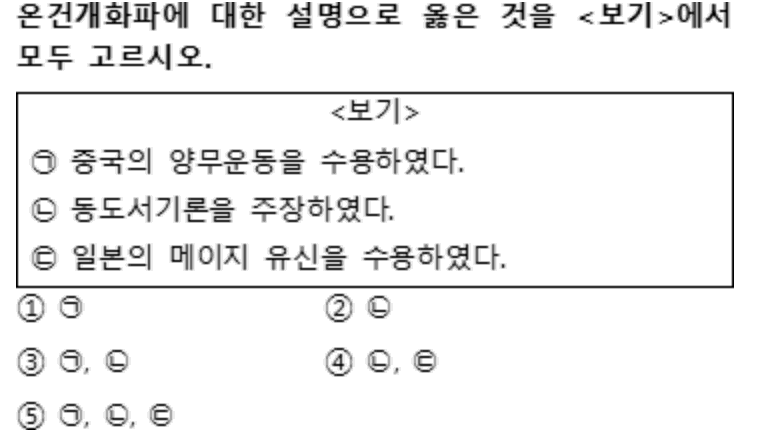 온건개화파에 대한 설명으로 옳은 것을 <보기>에서
모두 고르시오.
<보기>
㉠ 중국의 양무운동을 수용하였다.
㉡ 동도서기론을 주장하였다.
㉢ 일본의 메이지 유신을 수용하였다.
① ㉠ ② ㉡
③ ㉠, ㉡ ④ ㉡, ㉢
⑤ ㉠, ㉡, ㉢